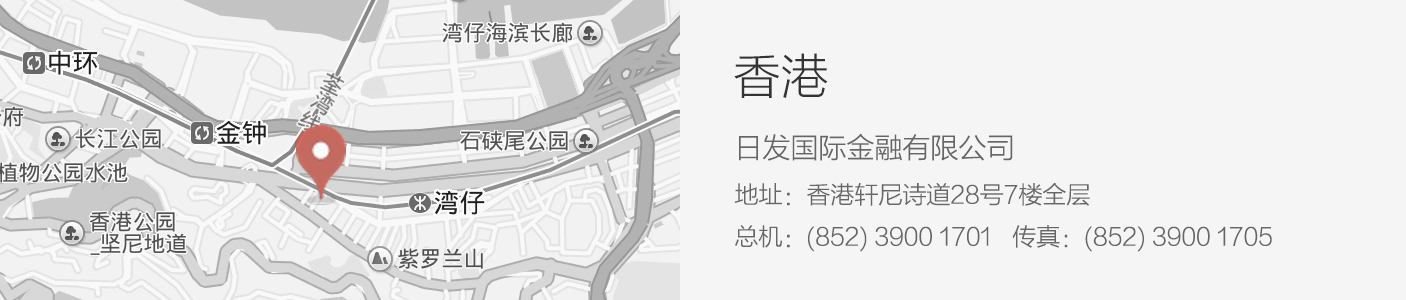 湾仔海滨长廊
中环
荃湾线
府
金钟
长江公园
石硖尾公园
植物公园水池
湾仔
香港公园
_坚尼地道
紫罗兰山
香港
日发国际金融有限公司
地址：香港轩尼诗道28号7楼全层
总机：(852) 3900 1701 传真：(852) 3900 1705